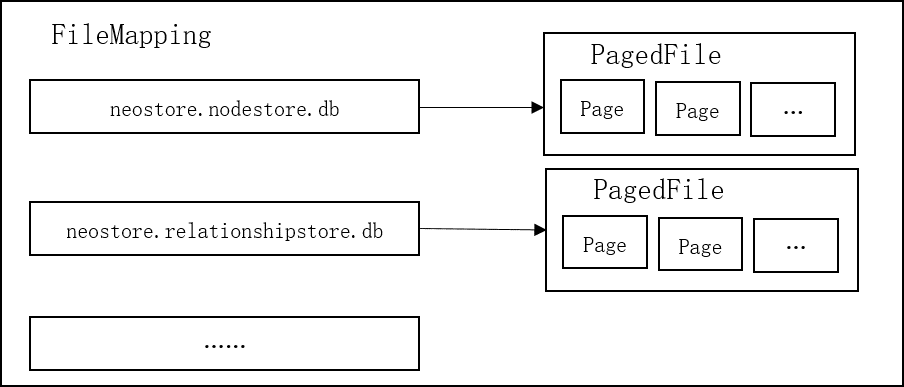 FileMapping
PagedFile
neostore.nodestore.db
Page
Page
...
PagedFile
neostore.relationshipstore.db
Page
Page
...
......